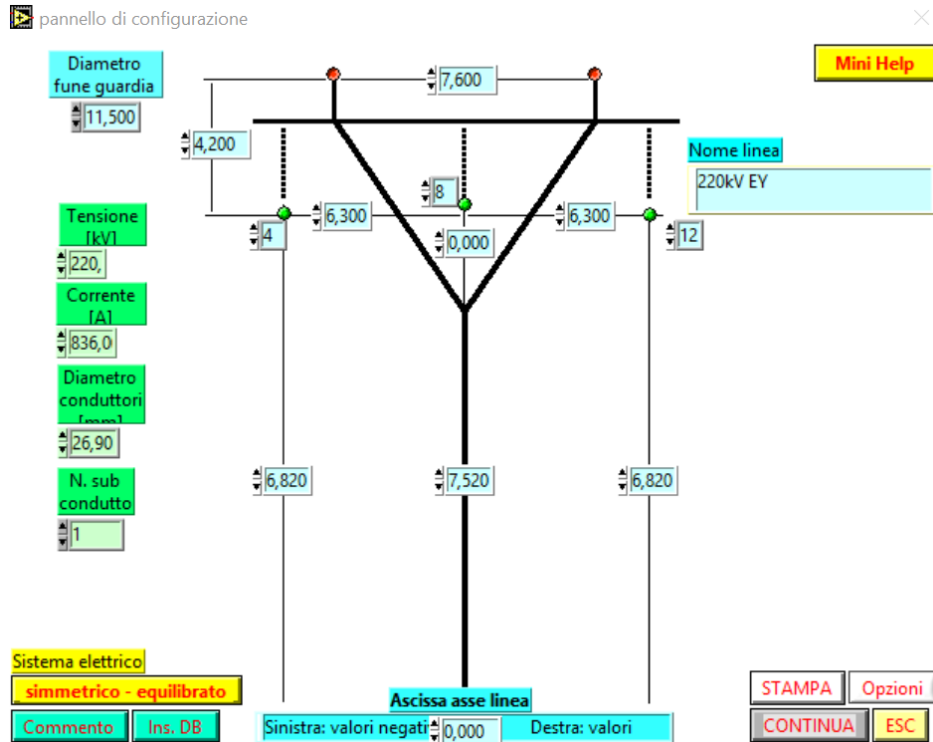 pannello di configurazione
Diametro
fune guardia
11,500
7,600
Mini Help
4,200
Nome linea
220kV EY
8
6,300
6,300
4
12
0,000
Tensione
[kV]
220,
Corrente
[A]
836,0
Diametro
conduttori
[mm]
26,90
N. sub
condutto
1
6,820
7,520
6,820
Sistema elettrico
simmetrico - equilibrato
Commento
Ins. DB
Ascissa asse linea
Sinistra: valori negati
0,000
Destra: valori
STAMPA
Opzioni
CONTINUA
ESC